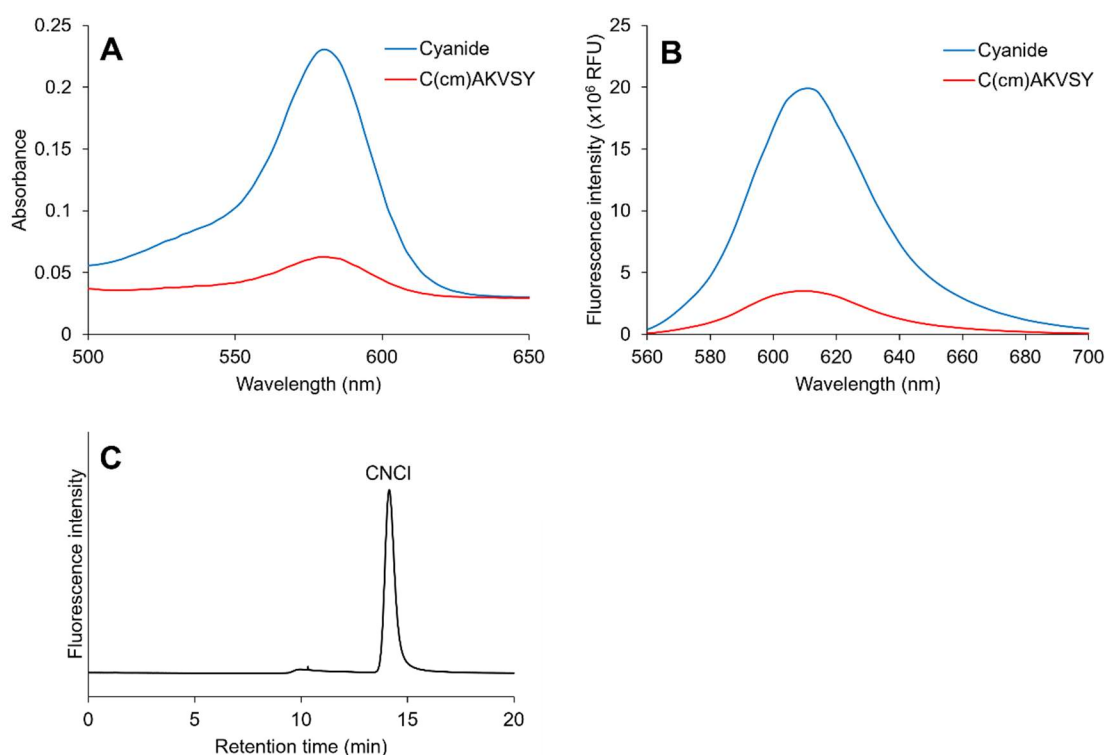 A
Cyanide
C(cm)AKVSY
0.25
0.2
0.15
0.1
0.05
0
Absorbance
500 550 600 650
Wavelength (nm)
B
Cyanide
C(cm)AKVSY
25
20
15
10
5
0
Fluorescence intensity (x10⁶ RFU)
560 580 600 620 640 660 680 700
Wavelength (nm)
C
CNCl
Fluorescence intensity
0 5 10 15 20
Retention time (min)